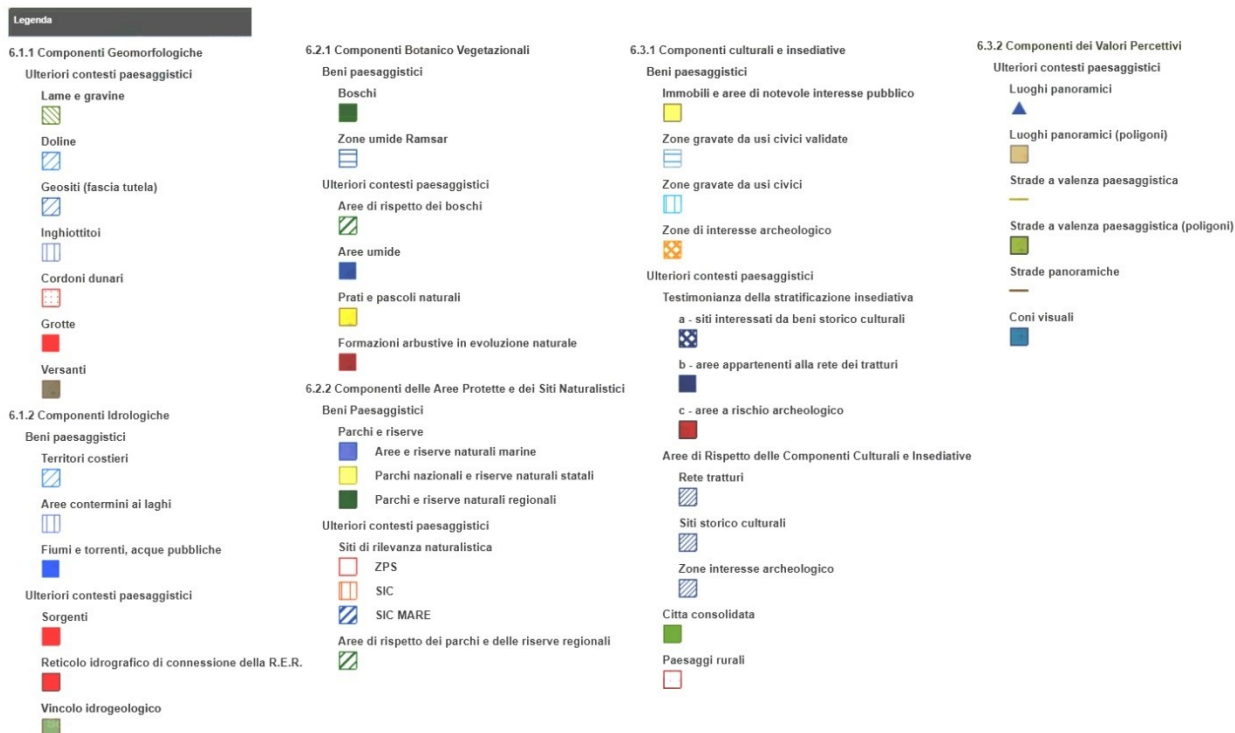 Legenda
6.1.1 Componenti Geomorfologiche
Ulteriori contesti paesaggistici
Lame e gravine
Doline
Geositi (fascia tutela)
Inghiottitoi
Cordoni dunari
Grotte
Versanti
6.1.2 Componenti Idrologiche
Beni paesaggistici
Territori costieri
Aree contermini ai laghi
Fiumi e torrenti, acque pubbliche
Ulteriori contesti paesaggistici
Sorgenti
Reticolo idrografico di connessione della R.E.R.
Vincolo idrogeologico
6.2.1 Componenti Botanico Vegetazionali
Beni paesaggistici
Boschi
Zone umide Ramsar
Ulteriori contesti paesaggistici
Aree di rispetto dei boschi
Aree umide
Prati e pascoli naturali
Formazioni arbustive in evoluzione naturale
6.2.2 Componenti delle Aree Protette e dei Siti Naturalistici
Beni Paesaggistici
Parchi e riserve
Aree e riserve naturali marine
Parchi nazionali e riserve naturali statali
Parchi e riserve naturali regionali
Ulteriori contesti paesaggistici
Siti di rilevanza naturalistica
ZPS
SIC
SIC MARE
Aree di rispetto dei parchi e delle riserve regionali
6.3.1 Componenti culturali e insediative
Beni paesaggistici
Immobili e aree di notevole interesse pubblico
Zone gravate da usi civici validate
Zone gravate da usi civici
Zone di interesse archeologico
Ulteriori contesti paesaggistici
Testimonianza della stratificazione insediativa
a - siti interessati da beni storico culturali
b - aree appartenenti alla rete dei tratturi
c - aree a rischio archeologico
Aree di Rispetto delle Componenti Culturali e Insediative
Rete tratturi
Siti storico culturali
Zone interesse archeologico
Citta consolidata
Paesaggi rurali
6.3.2 Componenti dei Valori Percettivi
Ulteriori contesti paesaggistici
Luoghi panoramici
Luoghi panoramici (poligoni)
Strade a valenza paesaggistica
Strade a valenza paesaggistica (poligoni)
Strade panoramiche
Coni visuali